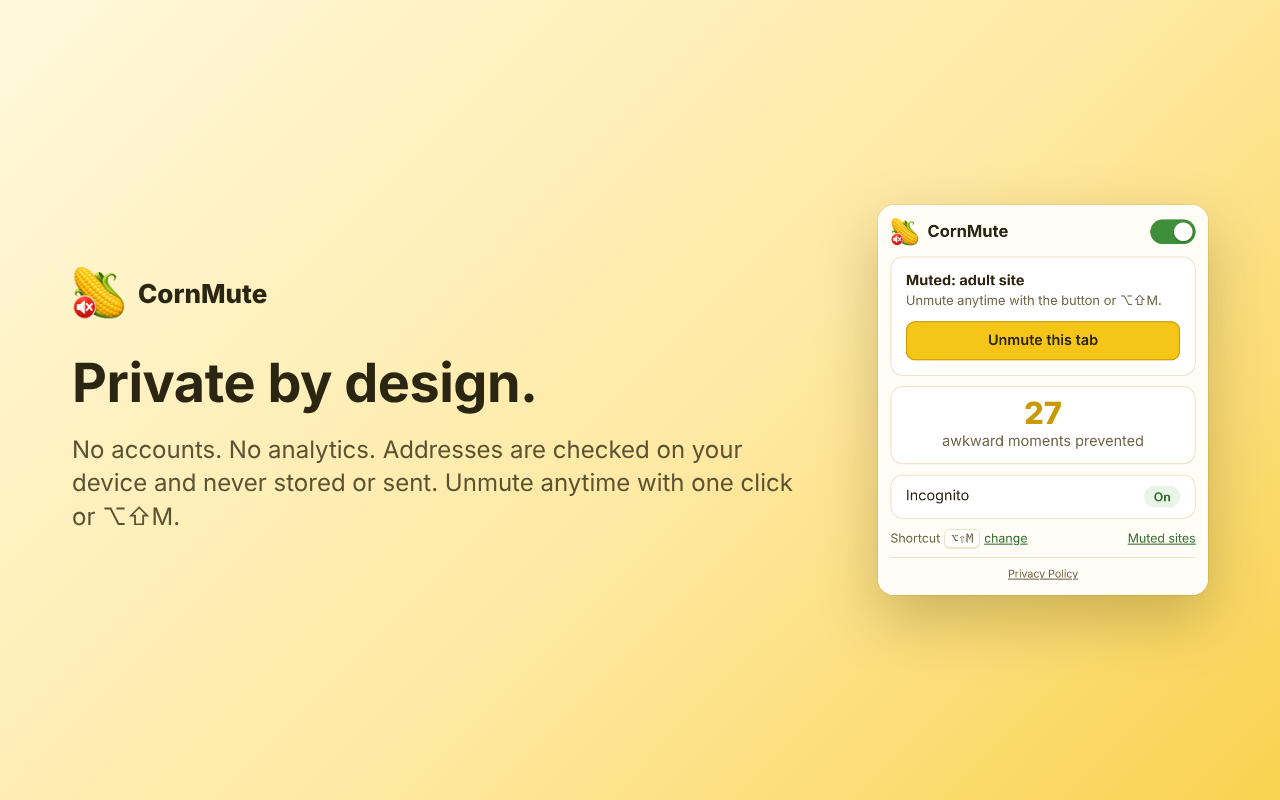 CornMute
Private by design.
No accounts. No analytics. Addresses are checked on your
device and never stored or sent. Unmute anytime with one click
or ⌥⇧M.
CornMute
Muted: adult site
Unmute anytime with the button or ⌥⇧M.
Unmute this tab
27
awkward moments prevented
Incognito On
Shortcut ⌥⇧M change Muted sites
Privacy Policy